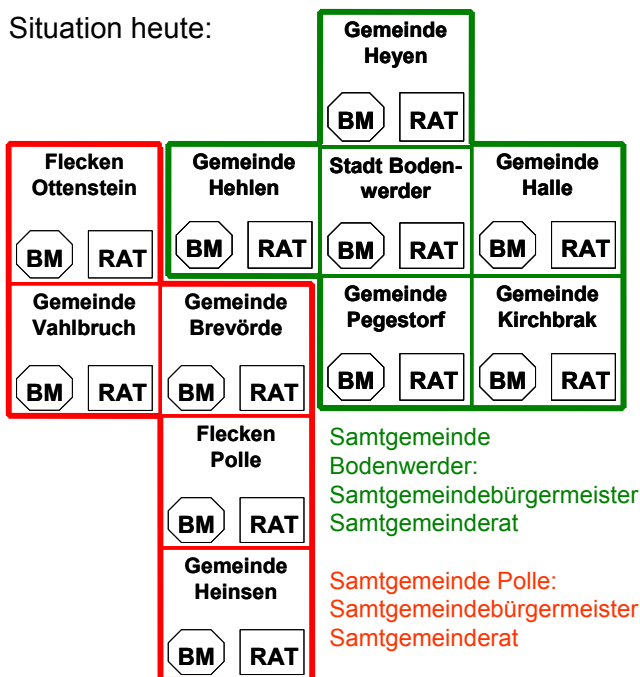 Situation heute:
Gemeinde
Heyen
BM RAT
Flecken
Ottenstein
BM RAT
Gemeinde
Hehlen
BM RAT
Stadt Boden-
werder
BM RAT
Gemeinde
Halle
BM RAT
Gemeinde
Vahlbruch
BM RAT
Gemeinde
Brevörde
BM RAT
Gemeinde
Pegestorf
BM RAT
Gemeinde
Kirchbrak
BM RAT
Flecken
Polle
BM RAT
Gemeinde
Heinsen
BM RAT
Samtgemeinde
Bodenwerder:
Samtgemeindebürgermeister
Samtgemeinderat
Samtgemeinde Polle:
Samtgemeindebürgermeister
Samtgemeinderat